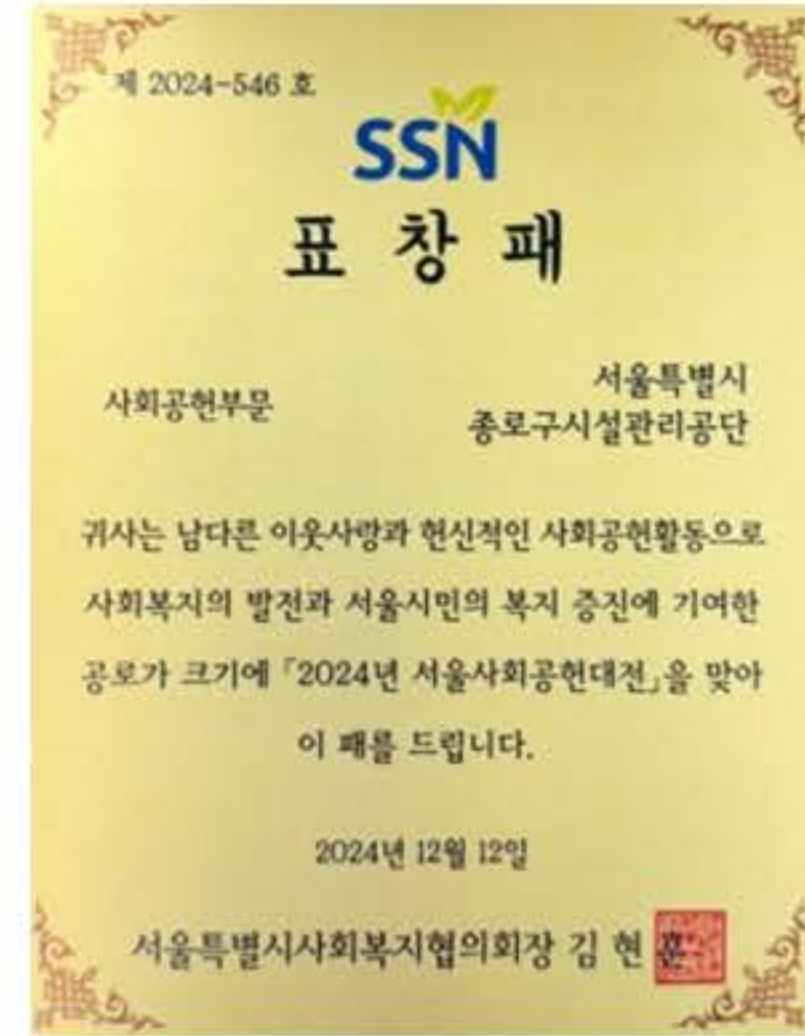 제 2024-546 호
SSN
표 창 패
사회공헌부문
서울특별시
종로구시설관리공단
귀사는 남다른 이웃사랑과 헌신적인 사회공헌활동으로
사회복지의 발전과 서울시민의 복지 증진에 기여한
공로가 크기에 「2024년 서울사회공헌대전」을 맞아
이 패를 드립니다.
2024년 12월 12일
서울특별시사회복지협의회장 김 현 훈